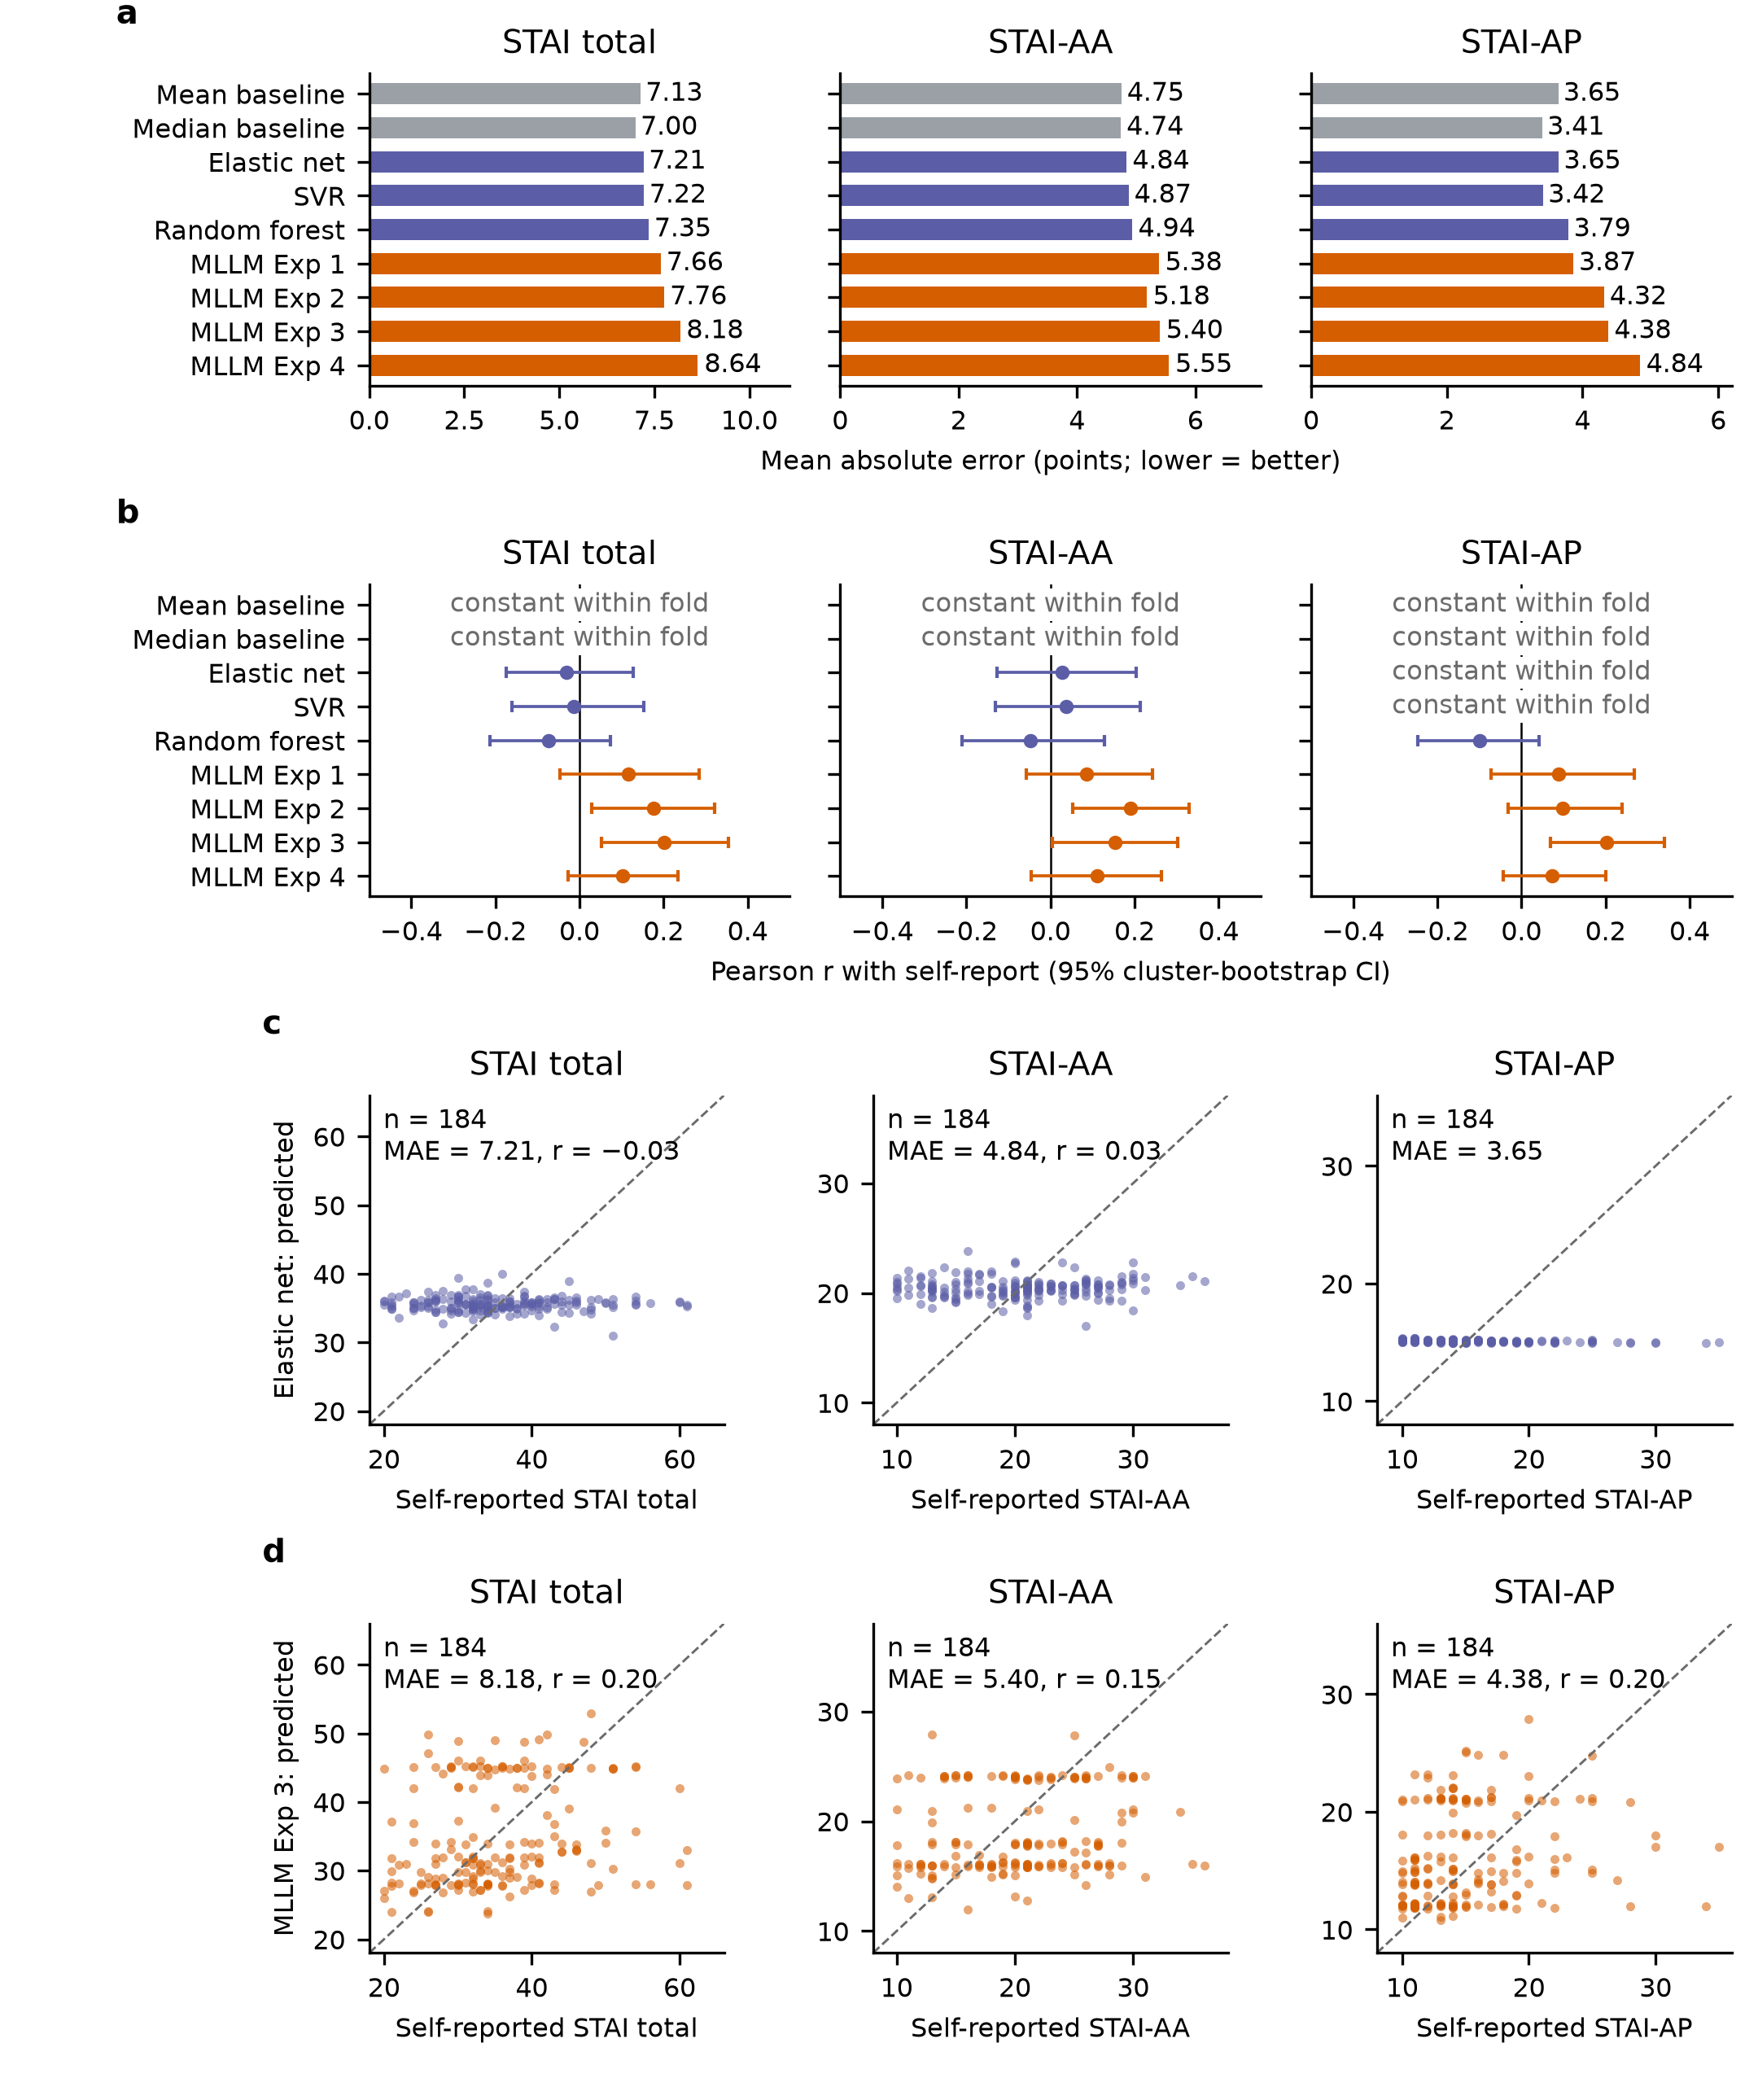 a
STAI total
STAI-AA
STAI-AP
Mean baseline
Median baseline
Elastic net
SVR
Random forest
MLLM Exp 1
MLLM Exp 2
MLLM Exp 3
MLLM Exp 4
7.13
7.00
7.21
7.22
7.35
7.66
7.76
8.18
8.64
0.0 2.5 5.0 7.5 10.0
4.75
4.74
4.84
4.87
4.94
5.38
5.18
5.40
5.55
0 2 4 6
3.65
3.41
3.65
3.42
3.79
3.87
4.32
4.38
4.84
0 2 4 6
Mean absolute error (points; lower = better)
b
STAI total
STAI-AA
STAI-AP
Mean baseline
Median baseline
Elastic net
SVR
Random forest
MLLM Exp 1
MLLM Exp 2
MLLM Exp 3
MLLM Exp 4
constant within fold
constant within fold
−0.4 −0.2 0.0 0.2 0.4
constant within fold
constant within fold
−0.4 −0.2 0.0 0.2 0.4
constant within fold
constant within fold
constant within fold
constant within fold
−0.4 −0.2 0.0 0.2 0.4
Pearson r with self-report (95% cluster-bootstrap CI)
c
STAI total
n = 184
MAE = 7.21, r = −0.03
Elastic net: predicted
60
50
40
30
20
20 40 60
Self-reported STAI total
STAI-AA
n = 184
MAE = 4.84, r = 0.03
30
20
10
10 20 30
Self-reported STAI-AA
STAI-AP
n = 184
MAE = 3.65
30
20
10
10 20 30
Self-reported STAI-AP
d
STAI total
n = 184
MAE = 8.18, r = 0.20
MLLM Exp 3: predicted
60
50
40
30
20
20 40 60
Self-reported STAI total
STAI-AA
n = 184
MAE = 5.40, r = 0.15
30
20
10
10 20 30
Self-reported STAI-AA
STAI-AP
n = 184
MAE = 4.38, r = 0.20
30
20
10
10 20 30
Self-reported STAI-AP